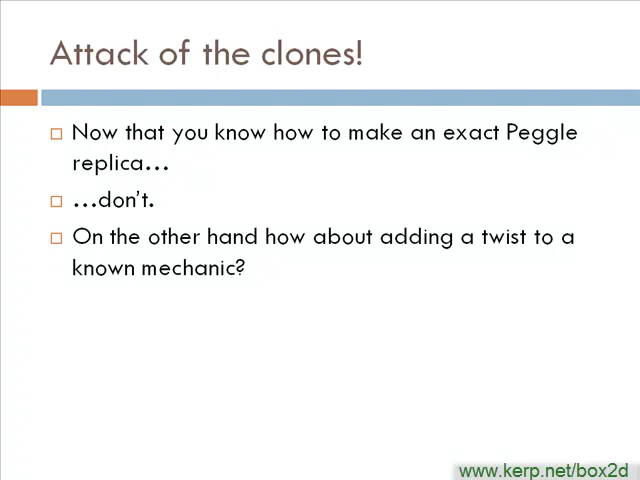 Attack of the clones!
Now that you know how to make an exact Peggle
replica…
…don't.
On the other hand how about adding a twist to a
known mechanic?
www.kerp.net/box2d